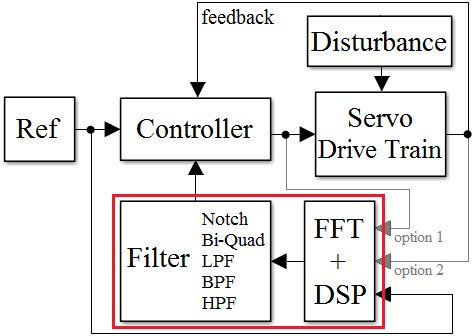 feedback
Disturbance
Ref
Controller
Servo
Drive Train
Filter
Notch
Bi-Quad
LPF
BPF
HPF
FFT
+
DSP
option 1
option 2